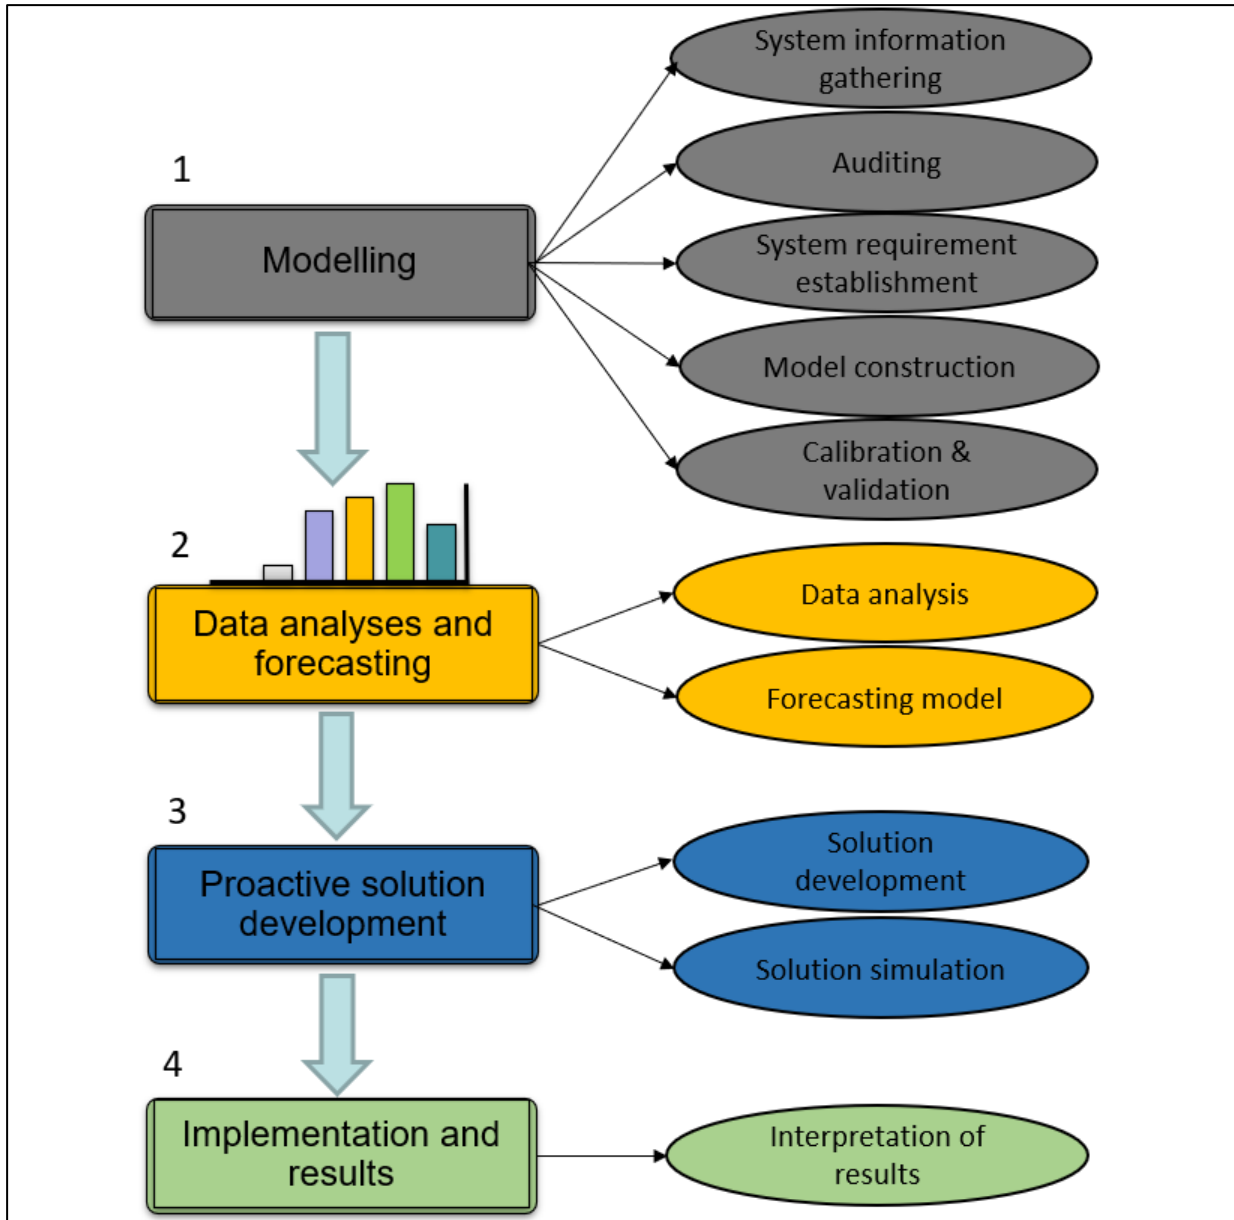 1
Modelling
System information
gathering
Auditing
System requirement
establishment
Model construction
Calibration &
validation
2
Data analyses and
forecasting
Data analysis
Forecasting model
3
Proactive solution
development
Solution
development
Solution simulation
4
Implementation and
results
Interpretation of
results